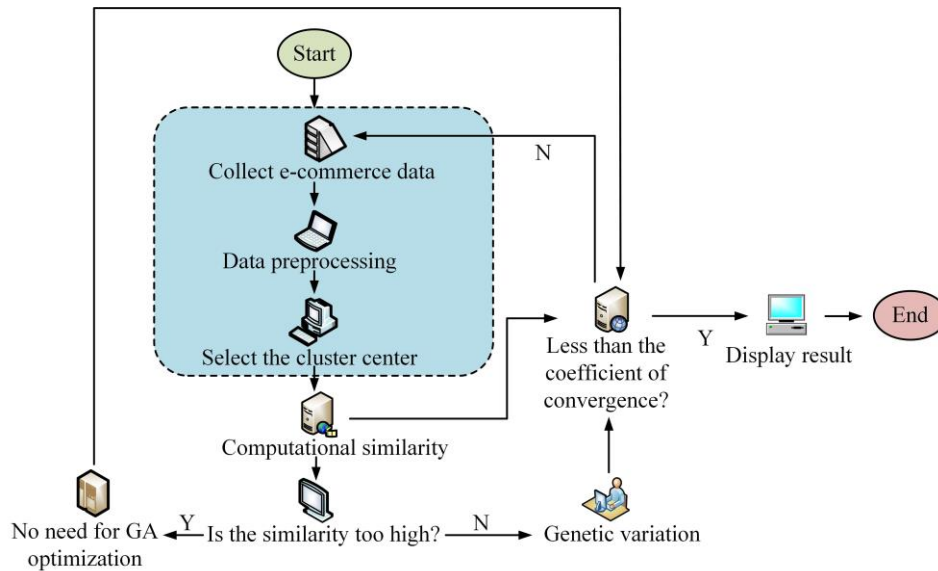 Start
N
Collect e-commerce data
Data preprocessing
Select the cluster center
Less than the
coefficient of
convergence?
Y
Display result
End
Computational similarity
No need for GA
optimization
Y
Is the similarity too high?
N
Genetic variation